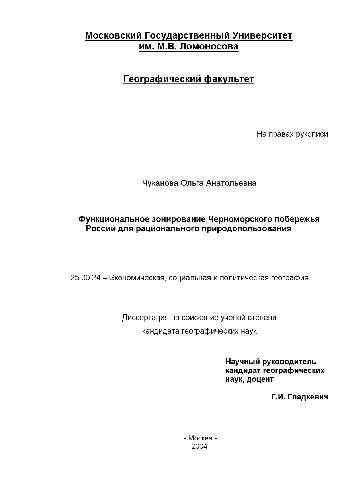 Московский Государственный Университет
им. М.В. Ломоносова
Географический факультет
На правах рукописи
Чуканова Ольга Анатольевна
Функциональное зонирование Черноморского побережья
России для рационального природопользования
25.00.24 – Экономическая, социальная и политическая география
Диссертация на соискание ученой степени
кандидата географических наук
Научный руководитель
кандидат географических
наук, доцент
Г.И. Гладкевич
- Москва -
2004